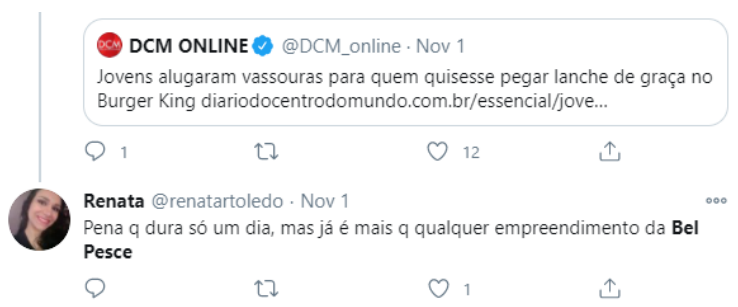 DCM DCM ONLINE @DCM_online · Nov 1
Jovens alugaram vassouras para quem quisesse pegar lanche de graça no
Burger King diariodocentrodomundo.com.br/essencial/jove...
1 12
Renata @renatartoledo · Nov 1
Pena q dura só um dia, mas já é mais q qualquer empreendimento da Bel
Pesce
1